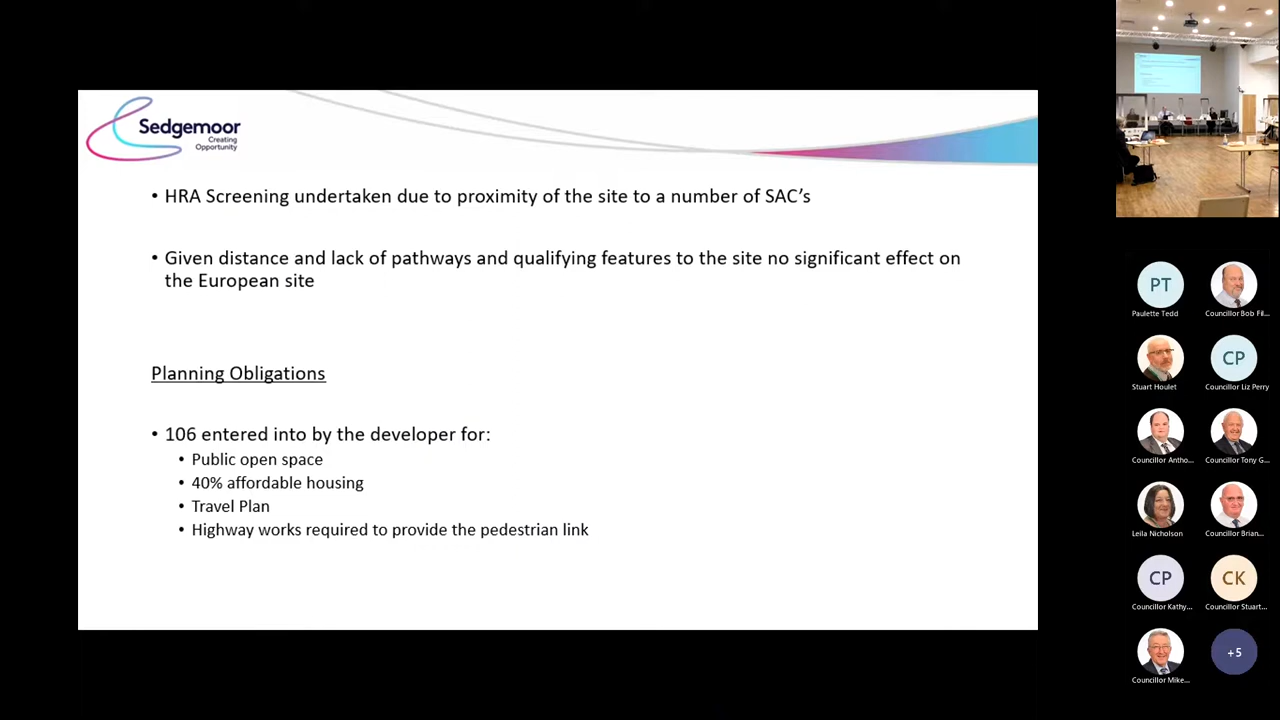 Sedgemoor
Creating
Opportunity
• HRA Screening undertaken due to proximity of the site to a number of SAC’s
• Given distance and lack of pathways and qualifying features to the site no significant effect on
the European site
Planning Obligations
• 106 entered into by the developer for:
• Public open space
• 40% affordable housing
• Travel Plan
• Highway works required to provide the pedestrian link
PT
Paulette Tedd
Councillor Bob Fil...
Stuart Houlet
CP
Councillor Liz Perry
Councillor Antho...
Councillor Tony G...
Leila Nicholson
Councillor Brian...
CP
Councillor Kathy...
CK
Councillor Stuart...
Councillor Mike...
+5